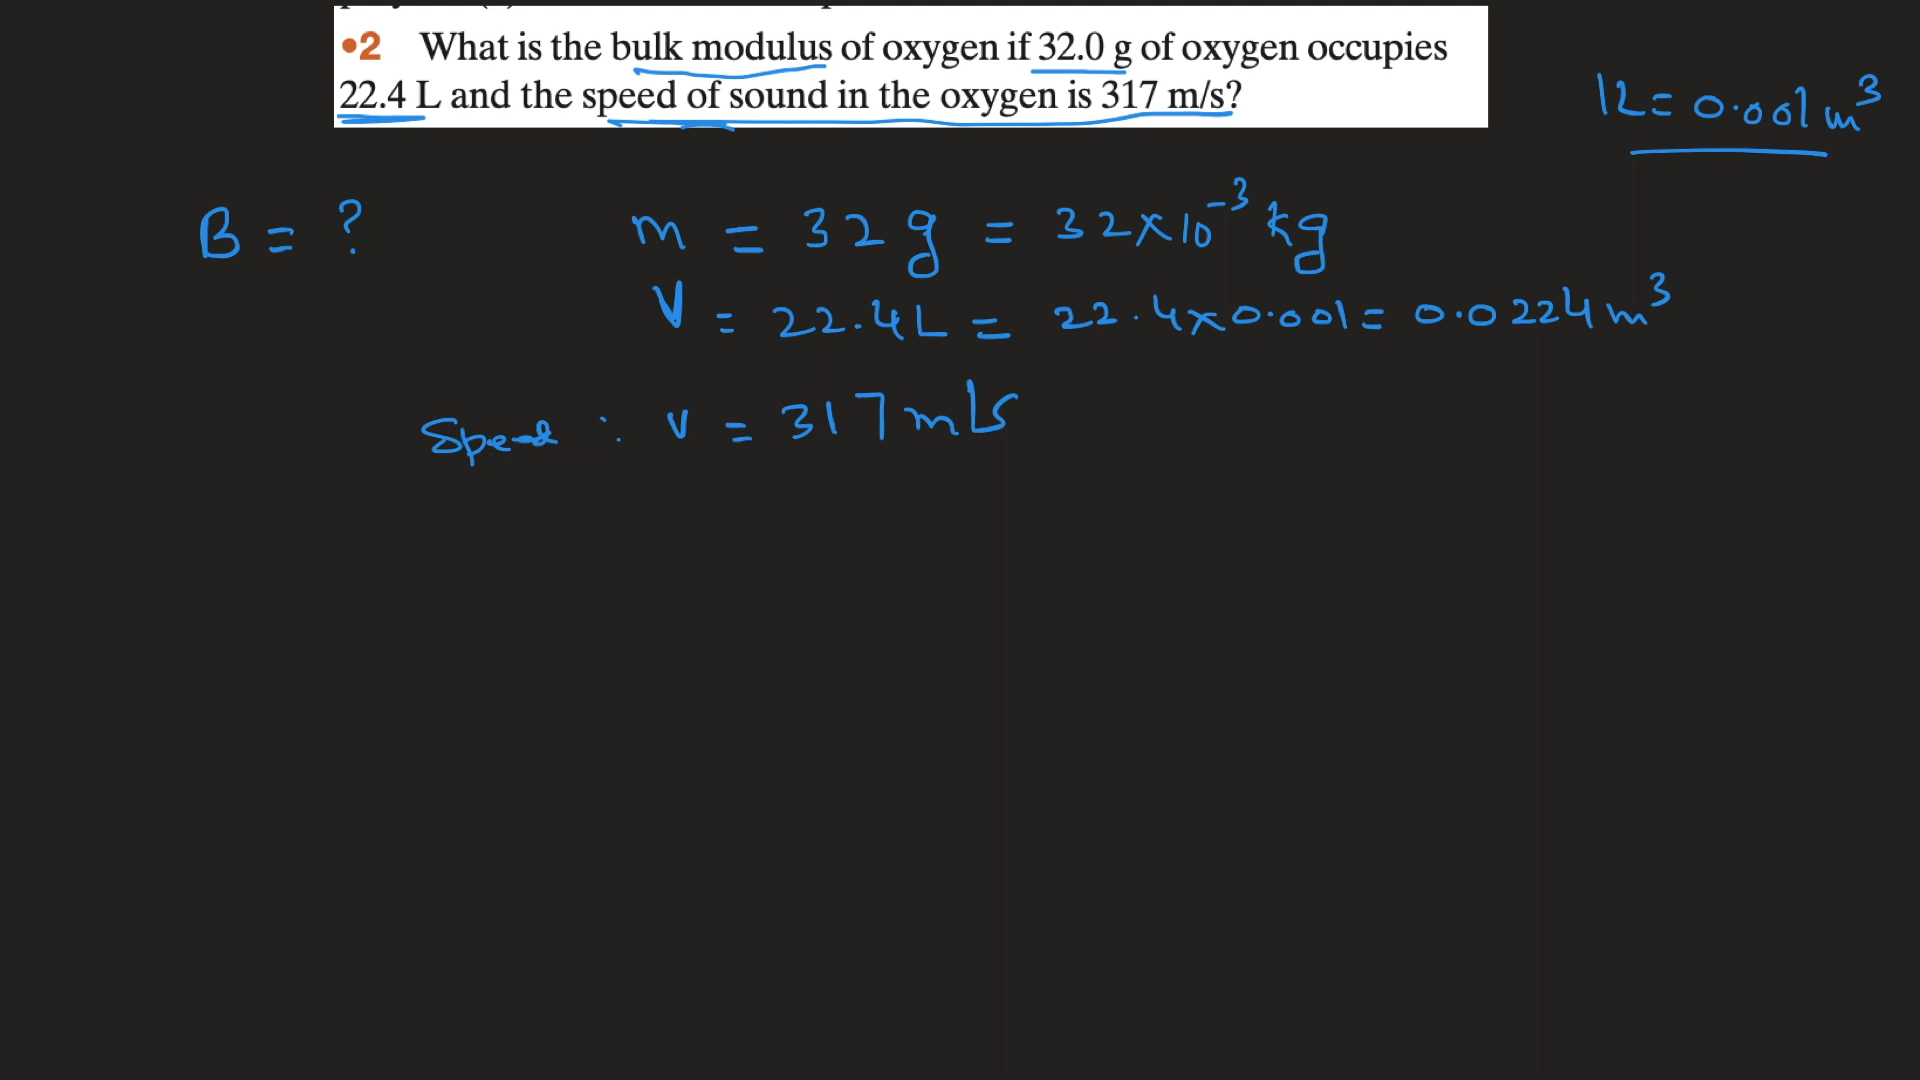 •2 What is the bulk modulus of oxygen if 32.0 g of oxygen occupies
22.4 L and the speed of sound in the oxygen is 317 m/s?
1L = 0.001 m³
B = ?
m = 32 g = 32×10⁻³ kg
V = 22.4 L = 22.4×0.001 = 0.0224 m³
Speed : v = 317 m/s